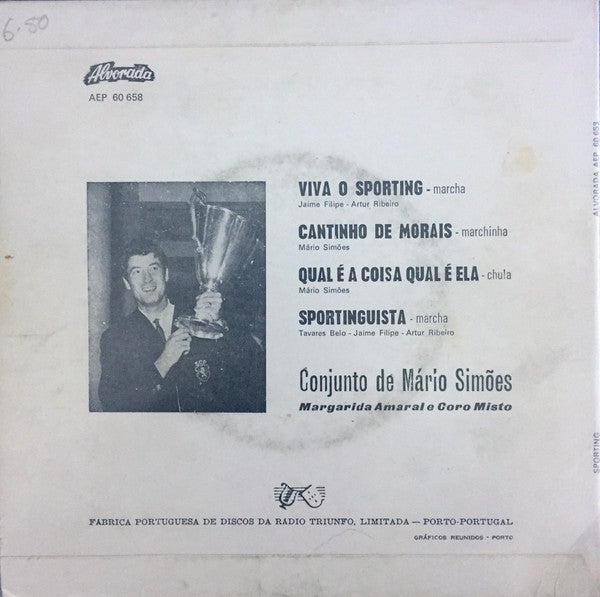 6.50
Alvorada
AEP 60 658
VIVA O SPORTING - marcha
Jaime Filipe - Artur Ribeiro
CANTINHO DE MORAIS - marchinha
Mário Simões
QUAL É A COISA QUAL É ELA - chula
Mário Simões
SPORTINGUISTA - marcha
Tavares Belo - Jaime Filipe - Artur Ribeiro
Conjunto de Mário Simões
Margarida Amaral e Coro Misto
FÁBRICA PORTUGUESA DE DISCOS DA RÁDIO TRIUNFO, LIMITADA — PORTO-PORTUGAL
GRÁFICOS REUNIDOS - PORTO
ALVORADA AEP 60 658
SPORTING